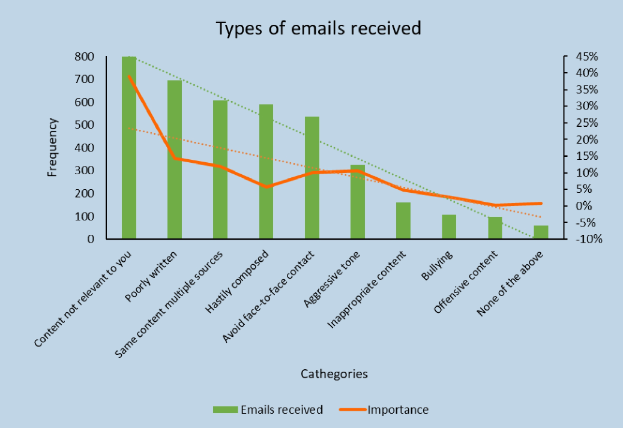 Types of emails received
Frequency
800
700
600
500
400
300
200
100
0
45%
40%
35%
30%
25%
20%
15%
10%
5%
0%
-5%
-10%
Content not relevant to you
Poorly written
Same content multiple sources
Hastily composed
Avoid face-to-face contact
Aggressive tone
Inappropriate content
Bullying
Offensive content
None of the above
Cathegories
Emails received
Importance